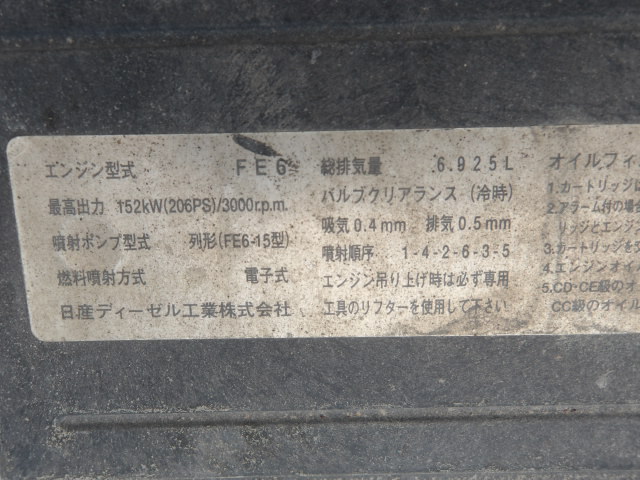 エンジン型式 FE6
最高出力 152kW(206PS)/3000r.p.m.
噴射ポンプ型式 列形(FE6-15型)
燃料噴射方式 電子式
日産ディーゼル工業株式会社
総排気量 6.925L
バルブクリアランス(冷時)
吸気0.4mm 排気0.5mm
噴射順序 1-4-2-6-3-5
エンジン吊り上げ時は必ず専用
工具のリフターを使用して下さい
オイルフィ
1.カートリッジ
2.アラーム付の場合
リッジとエンジ
3.カートリッジを
4.エンジンオイ
5.CD・CE級のオ
CC級のオイル